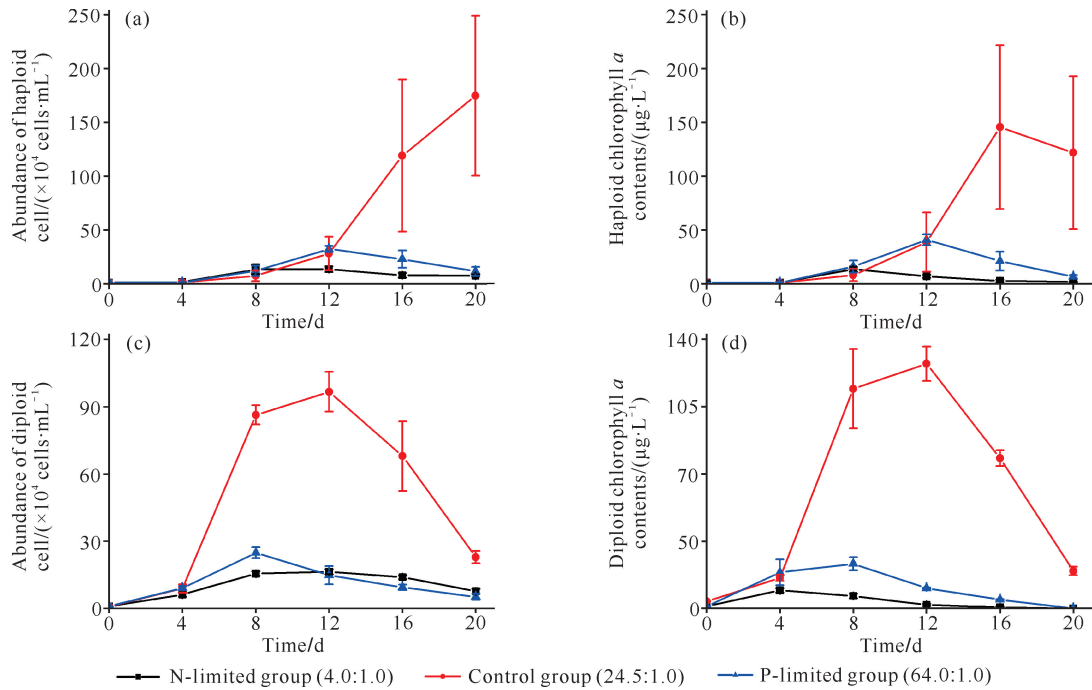 (a)
Abundance of haploid
cell/(×10⁴ cells·mL⁻¹)
250
200
150
100
50
0
0 4 8 12 16 20
Time/d
(b)
Haploid chlorophyll a
contents/(μg·L⁻¹)
250
200
150
100
50
0
0 4 8 12 16 20
Time/d
(c)
Abundance of diploid
cell/(×10⁴ cells·mL⁻¹)
120
90
60
30
0
0 4 8 12 16 20
Time/d
(d)
Diploid chlorophyll a
contents/(μg·L⁻¹)
140
105
70
50
0
0 4 8 12 16 20
Time/d
N-limited group (4.0:1.0) Control group (24.5:1.0) P-limited group (64.0:1.0)